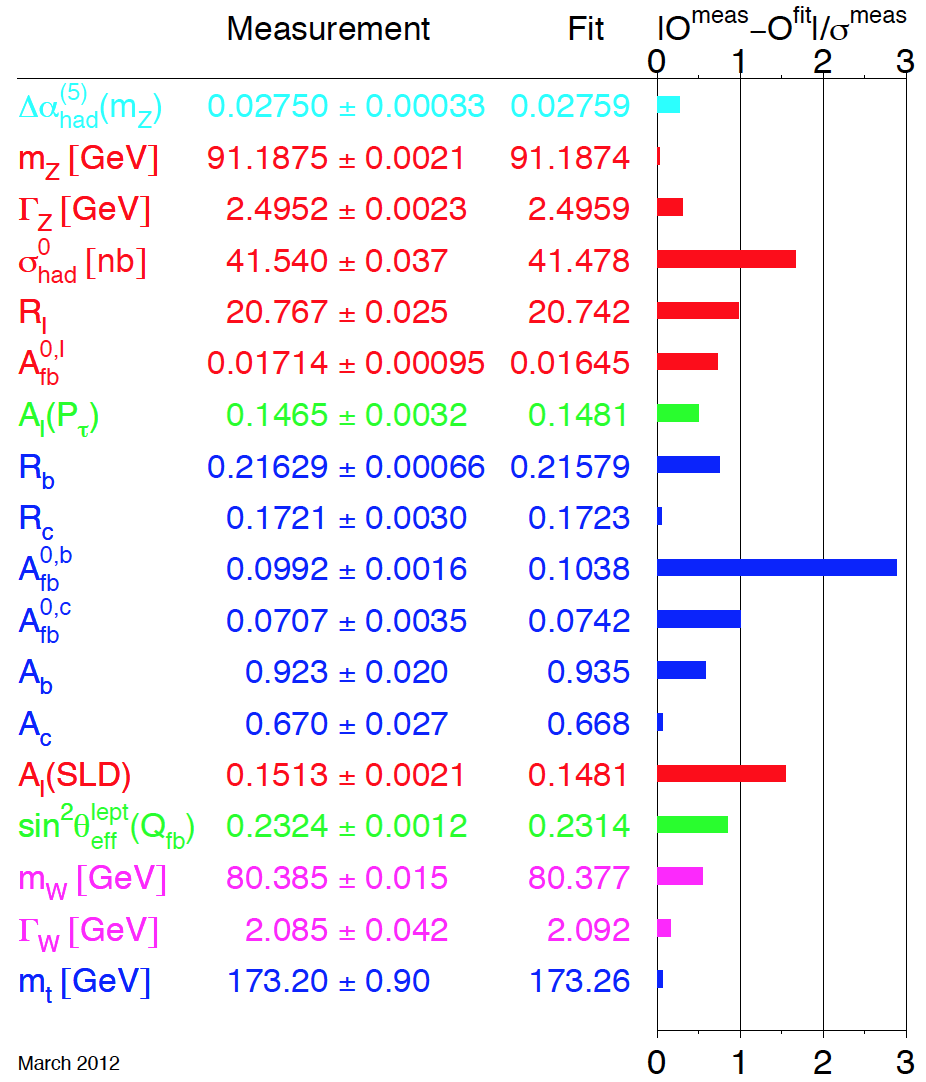 Measurement Fit |O^meas–O^fit|/σ^meas
0 1 2 3
Δα_had^(5)(m_Z) 0.02750 ± 0.00033 0.02759
m_Z [GeV] 91.1875 ± 0.0021 91.1874
Γ_Z [GeV] 2.4952 ± 0.0023 2.4959
σ_had^0 [nb] 41.540 ± 0.037 41.478
R_l 20.767 ± 0.025 20.742
A_fb^0,l 0.01714 ± 0.00095 0.01645
A_l(P_τ) 0.1465 ± 0.0032 0.1481
R_b 0.21629 ± 0.00066 0.21579
R_c 0.1721 ± 0.0030 0.1723
A_fb^0,b 0.0992 ± 0.0016 0.1038
A_fb^0,c 0.0707 ± 0.0035 0.0742
A_b 0.923 ± 0.020 0.935
A_c 0.670 ± 0.027 0.668
A_l(SLD) 0.1513 ± 0.0021 0.1481
sin^2θ_eff^lept(Q_fb) 0.2324 ± 0.0012 0.2314
m_W [GeV] 80.385 ± 0.015 80.377
Γ_W [GeV] 2.085 ± 0.042 2.092
m_t [GeV] 173.20 ± 0.90 173.26
0 1 2 3
March 2012